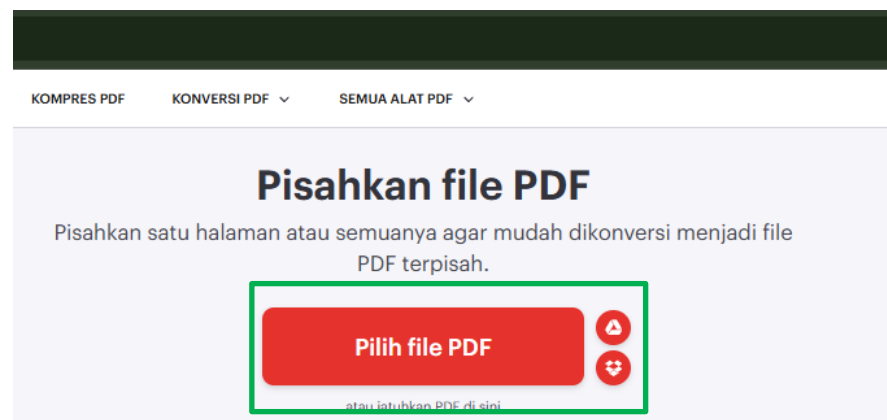 KOMPRES PDF KONVERSI PDF SEMUA ALAT PDF
Pisahkan file PDF
Pisahkan satu halaman atau semuanya agar mudah dikonversi menjadi file
PDF terpisah.
Pilih file PDF
atau jatuhkan PDF di sini